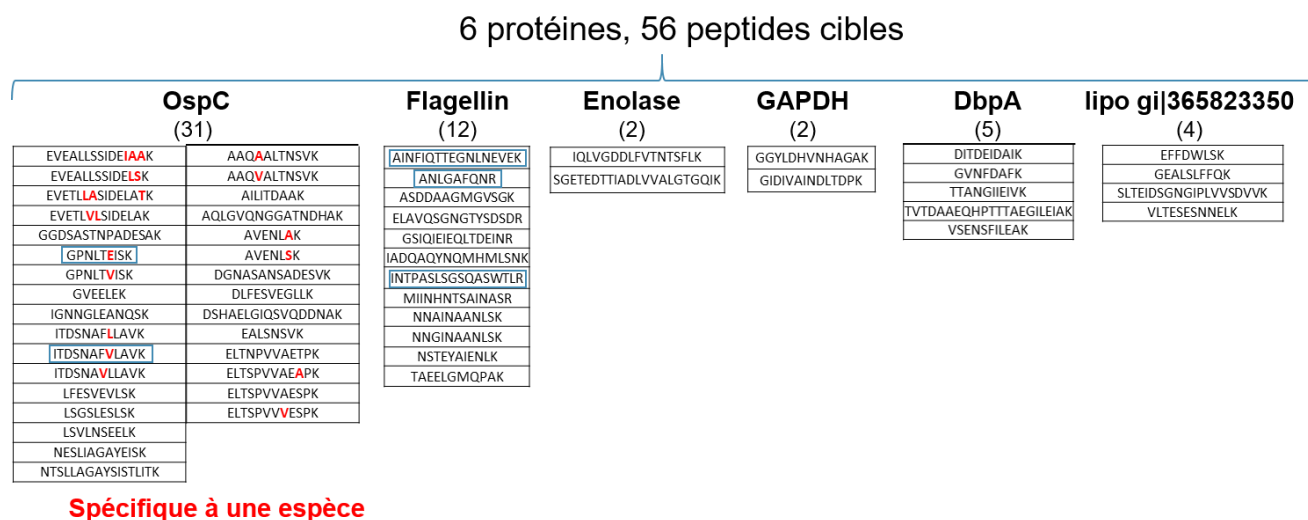 6 protéines, 56 peptides cibles
OspC
(31)
EVEALLSSIDEIAAK
EVEALLSSIDELSK
EVETLLASIDELATK
EVETLVLSIDELAK
GGDSASTNPADESAK
GPNLTEISK
GPNLTVISK
GVEELEK
IGNNGLEANQSK
ITDSNAFLLAVK
ITDSNAFVLAVK
ITDSNAVLLAVK
LFESVEVLSK
LSGSLESLSK
LSVLNSEELK
NESLIAGAYEISK
NTSLLAGAYSISTLITK
AAQAALTNSVK
AAQVALTNSVK
AILITDAAK
AQLGVQNGGATNDHAK
AVENLAK
AVENLSK
DGNASANSADESVK
DLFESVEGLLK
DSHAELGIQSVQDDNAK
EALSNSVK
ELTNPVVAETPK
ELTSPVVAEAPK
ELTSPVVAESPK
ELTSPVVVESPK
Flagellin
(12)
AINFIQTTEGNLNEVEK
ANLGAFQNR
ASDDAAGMGVSGK
ELAVQSGNGTYSDSDR
GSIQIEIEQLTDEINR
IADQAQYNQMHMLSNK
INTPASLSGSQASWTLR
MIINHNTSAINASR
NNAINAANLSK
NNGINAANLSK
NSTEYAIENLK
TAEELGMQPAK
Enolase
(2)
IQLVGDDLFVTNTSFLK
SGETEDTTIADLVVALGTGQIK
GAPDH
(2)
GGYLDHVNHAGAK
GIDIVAINDLTDPK
DbpA
(5)
DITDEIDAIK
GVNFDAFK
TTANGIIEIVK
TVTDAAEQHPTTTAEGILEIAK
VSENSFILEAK
lipo gi|365823350
(4)
EFFDWLSK
GEALSLFFQK
SLTEIDSGNGIPLVVSDVVK
VLTESESNNELK
Spécifique à une espèce